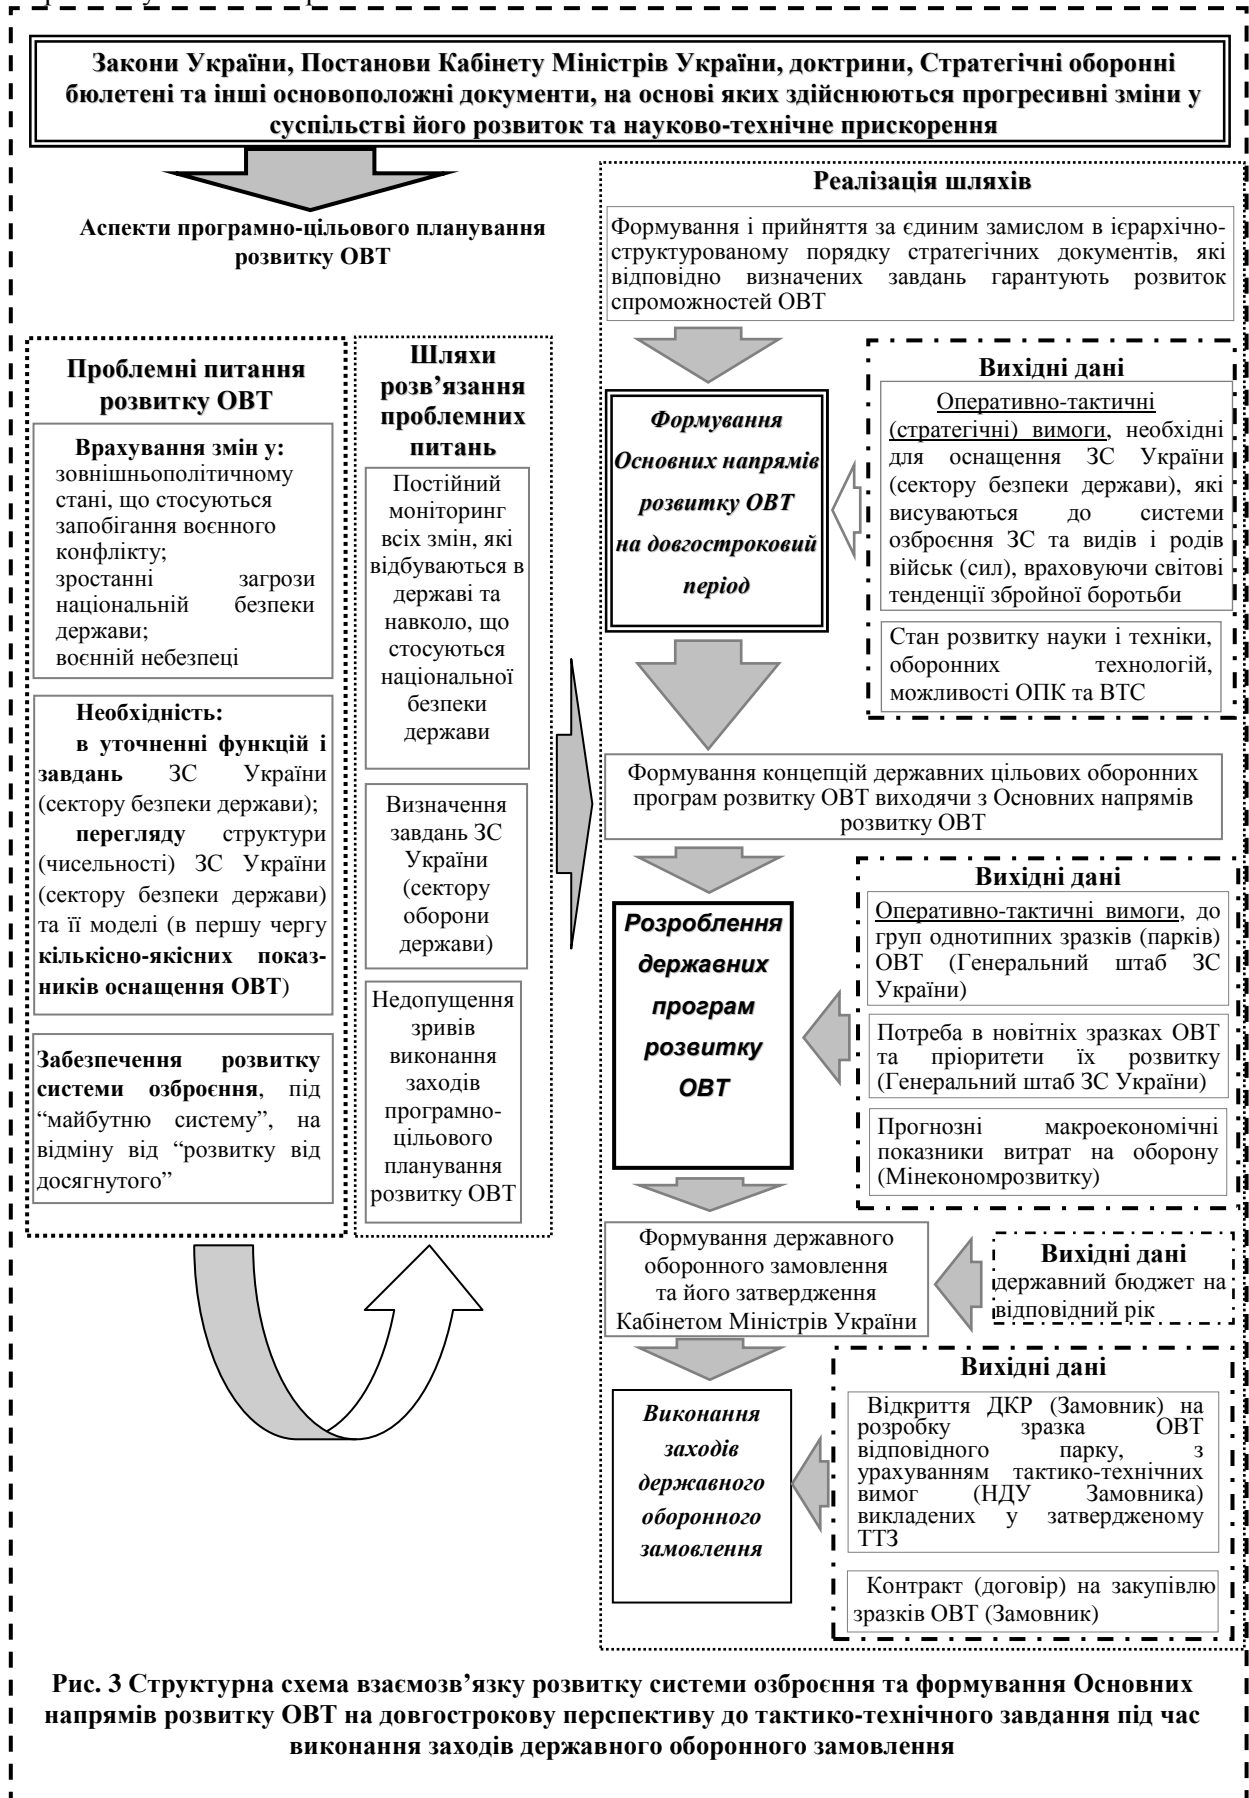 Закони України, Постанови Кабінету Міністрів України, доктрини, Стратегічні оборонні
бюлетені та інші основоположні документи, на основі яких здійснюються прогресивні зміни у
суспільстві його розвиток та науково-технічне прискорення
Аспекти програмно-цільового планування
розвитку ОВТ
Проблемні питання
розвитку ОВТ
Врахування змін у:
зовнішньополітичному
стані, що стосуються
запобігання воєнного
конфлікту;
зростанні загрози
національній безпеки
держави;
воєнній небезпеці
Необхідність:
в уточненні функцій і
завдань ЗС України
(сектору безпеки держави);
перегляду структури
(чисельності) ЗС України
(сектору безпеки держави)
та її моделі (в першу чергу
кількісно-якісних показ-
ників оснащення ОВТ)
Забезпечення розвитку
системи озброєння, під
“майбутню систему”, на
відміну від “розвитку від
досягнутого”
Шляхи
розв’язання
проблемних
питань
Постійний
моніторинг
всіх змін, які
відбуваються в
державі та
навколо, що
стосуються
національної
безпеки
держави
Визначення
завдань ЗС
України
(сектору
оборони
держави)
Недопущення
зривів
виконання
заходів
програмно-
цільового
планування
розвитку ОВТ
Реалізація шляхів
Формування і прийняття за єдиним замислом в ієрархічно-
структурованому порядку стратегічних документів, які
відповідно визначених завдань гарантують розвиток
спроможностей ОВТ
Формування
Основних напрямів
розвитку ОВТ
на довгостроковий
період
Вихідні дані
Оперативно-тактичні
(стратегічні) вимоги, необхідні
для оснащення ЗС України
(сектору безпеки держави), які
висуваються до системи
озброєння ЗС та видів і родів
військ (сил), враховуючи світові
тенденції збройної боротьби
Стан розвитку науки і техніки,
оборонних технологій,
можливості ОПК та ВТС
Формування концепцій державних цільових оборонних
програм розвитку ОВТ виходячи з Основних напрямів
розвитку ОВТ
Розроблення
державних
програм
розвитку
ОВТ
Вихідні дані
Оперативно-тактичні вимоги, до
груп однотипних зразків (парків)
ОВТ (Генеральний штаб ЗС
України)
Потреба в новітніх зразках ОВТ
та пріоритети їх розвитку
(Генеральний штаб ЗС України)
Прогнозні макроекономічні
показники витрат на оборону
(Мінекономрозвитку)
Формування державного
оборонного замовлення
та його затвердження
Кабінетом Міністрів України
Вихідні дані
державний бюджет на
відповідний рік
Виконання
заходів
державного
оборонного
замовлення
Вихідні дані
Відкриття ДКР (Замовник) на
розробку зразка ОВТ
відповідного парку, з
урахуванням тактико-технічних
вимог (НДУ Замовника)
викладених у затвердженому
ТТЗ
Контракт (договір) на закупівлю
зразків ОВТ (Замовник)
Рис. 3 Структурна схема взаємозв’язку розвитку системи озброєння та формування Основних
напрямів розвитку ОВТ на довгострокову перспективу до тактико-технічного завдання під час
виконання заходів державного оборонного замовлення